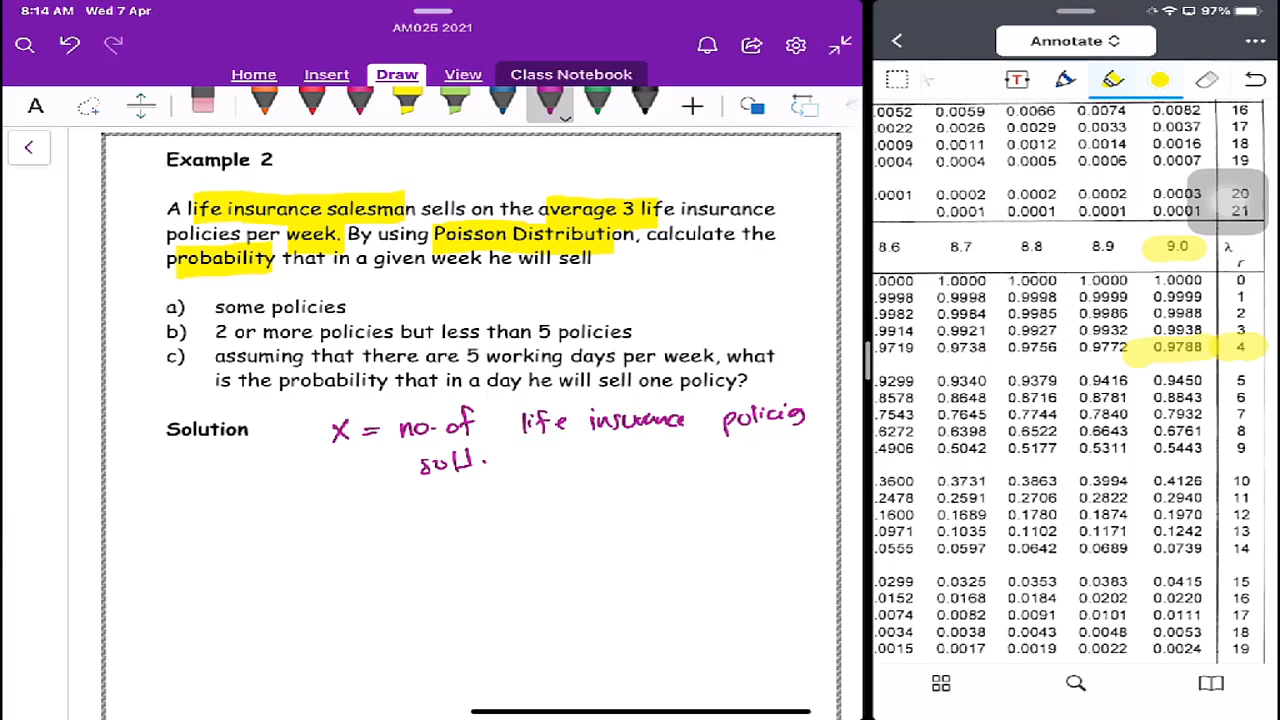 8:14 AM Wed 7 Apr
97%
AM025 2021
Annotate
Home Insert Draw View Class Notebook
A
T
Example 2
A life insurance salesman sells on the average 3 life insurance
policies per week. By using Poisson Distribution, calculate the
probability that in a given week he will sell
a) some policies
b) 2 or more policies but less than 5 policies
c) assuming that there are 5 working days per week, what
is the probability that in a day he will sell one policy?
Solution X = no. of life insurance policies
sold.
.0052 0.0059 0.0066 0.0074 0.0082 16
.0022 0.0026 0.0029 0.0033 0.0037 17
.0009 0.0011 0.0012 0.0014 0.0016 18
.0004 0.0004 0.0005 0.0006 0.0007 19
.0001 0.0002 0.0002 0.0002 0.0003 20
0.0001 0.0001 0.0001 0.0001 21
8.6 8.7 8.8 8.9 9.0 λ
r
.0000 1.0000 1.0000 1.0000 1.0000 0
.9998 0.9998 0.9998 0.9999 0.9999 1
.9982 0.9984 0.9985 0.9986 0.9988 2
.9914 0.9921 0.9927 0.9932 0.9938 3
.9719 0.9738 0.9756 0.9772 0.9788 4
.9299 0.9340 0.9379 0.9416 0.9450 5
.8578 0.8648 0.8716 0.8781 0.8843 6
.7543 0.7645 0.7744 0.7840 0.7932 7
.6272 0.6398 0.6522 0.6643 0.6761 8
.4906 0.5042 0.5177 0.5311 0.5443 9
.3600 0.3731 0.3863 0.3994 0.4126 10
.2478 0.2591 0.2706 0.2822 0.2940 11
.1600 0.1689 0.1780 0.1874 0.1970 12
.0971 0.1035 0.1102 0.1171 0.1242 13
.0555 0.0597 0.0642 0.0689 0.0739 14
.0299 0.0325 0.0353 0.0383 0.0415 15
.0152 0.0168 0.0184 0.0202 0.0220 16
.0074 0.0082 0.0091 0.0101 0.0111 17
.0034 0.0038 0.0043 0.0048 0.0053 18
.0015 0.0017 0.0019 0.0022 0.0024 19